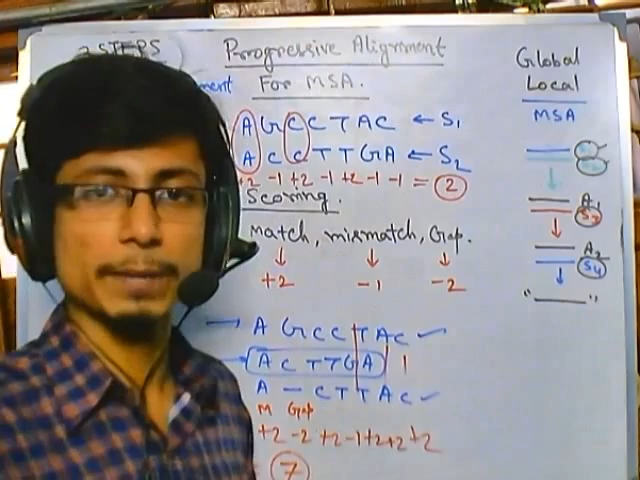 2 STEPS
Progressive Alignment
ment For MSA.
A G C C T A C ← S1
A C C T T G A ← S2
+2 -1 +2 -1 +2 -1 -1 = 2
Scoring.
Match, mismatch, Gap.
↓ ↓ ↓
+2 -1 -2
→ A G C C T A C
A C T T G A 1
A - C T T A C
M Gap
+2 -2 +2 -1 +2 +2 +2
= 7
Global
Local
MSA
A1
S3
A2
S4
" "